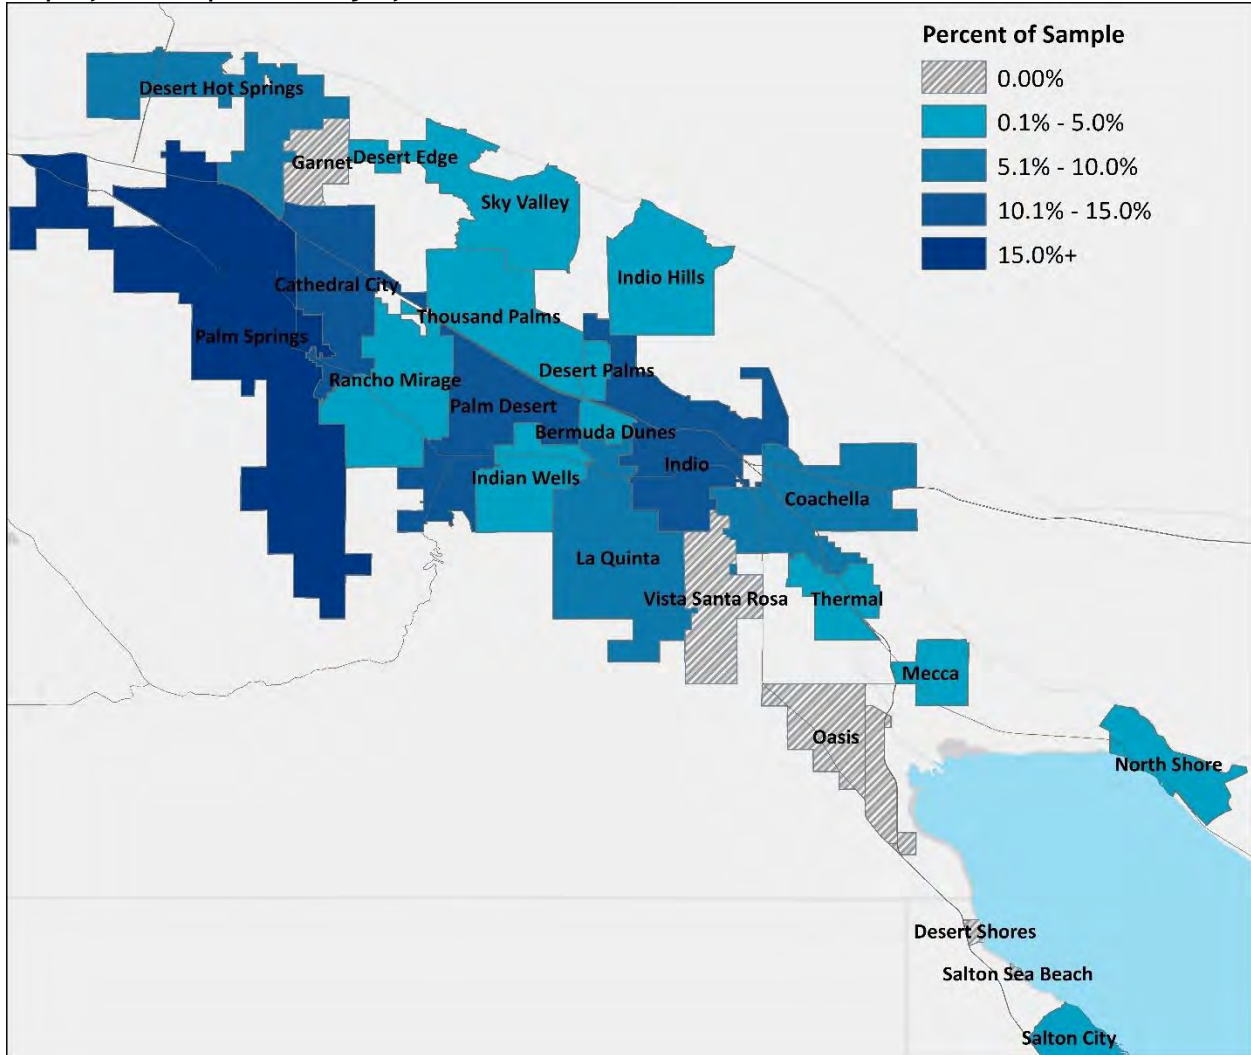 Percent of Sample
0.00%
0.1% - 5.0%
5.1% - 10.0%
10.1% - 15.0%
15.0%+
Desert Hot Springs
Garnet
Desert Edge
Sky Valley
Indio Hills
Cathedral City
Thousand Palms
Palm Springs
Rancho Mirage
Desert Palms
Palm Desert
Bermuda Dunes
Indio
Indian Wells
Coachella
La Quinta
Vista Santa Rosa
Thermal
Mecca
Oasis
North Shore
Desert Shores
Salton Sea Beach
Salton City